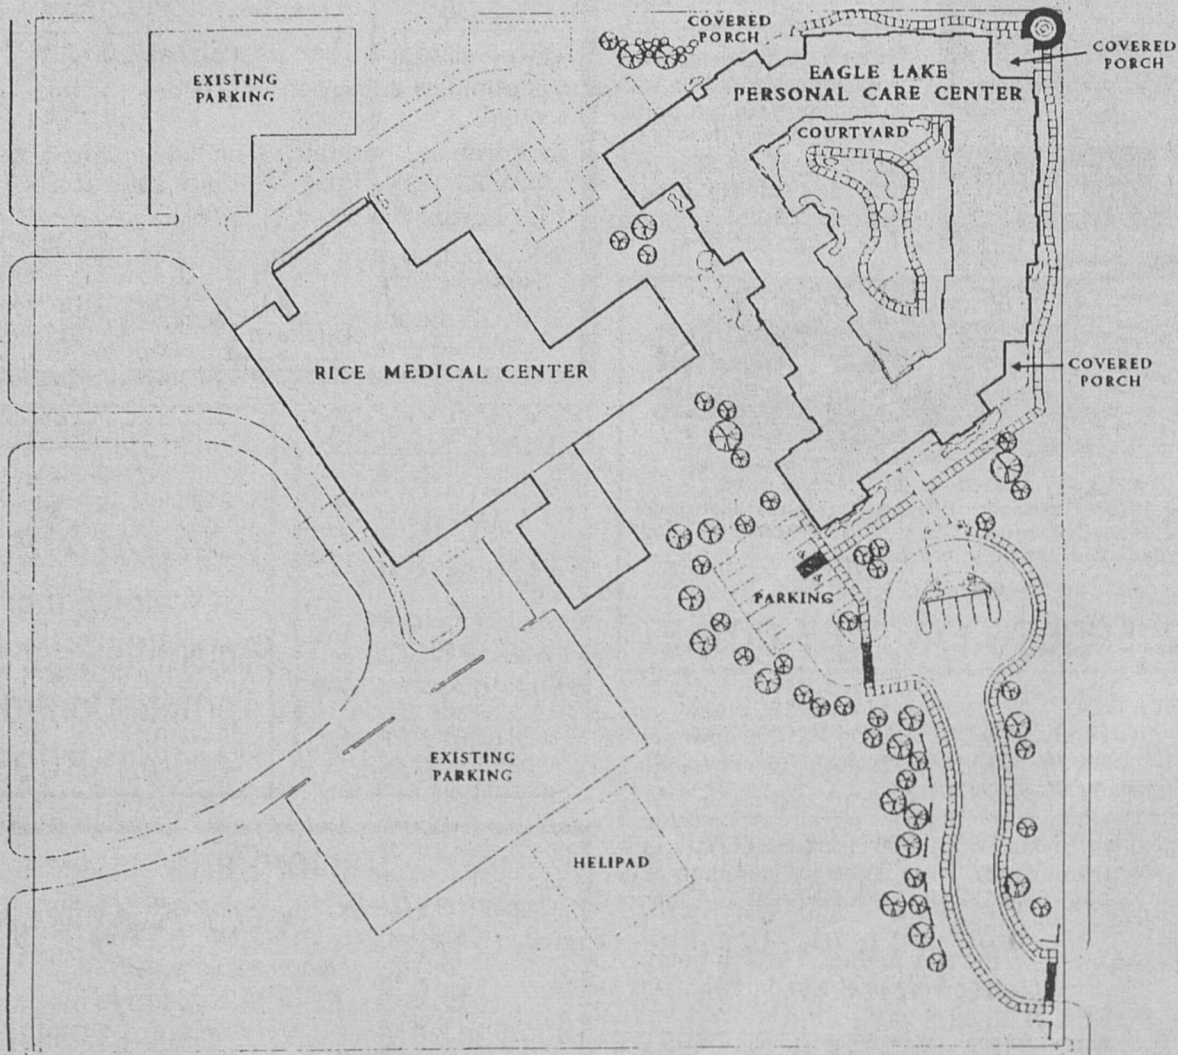 COVERED
PORCH
COVERED
PORCH
EXISTING
PARKING
EAGLE LAKE
PERSONAL CARE CENTER
COURTYARD
RICE MEDICAL CENTER
COVERED
PORCH
PARKING
EXISTING
PARKING
HELIPAD